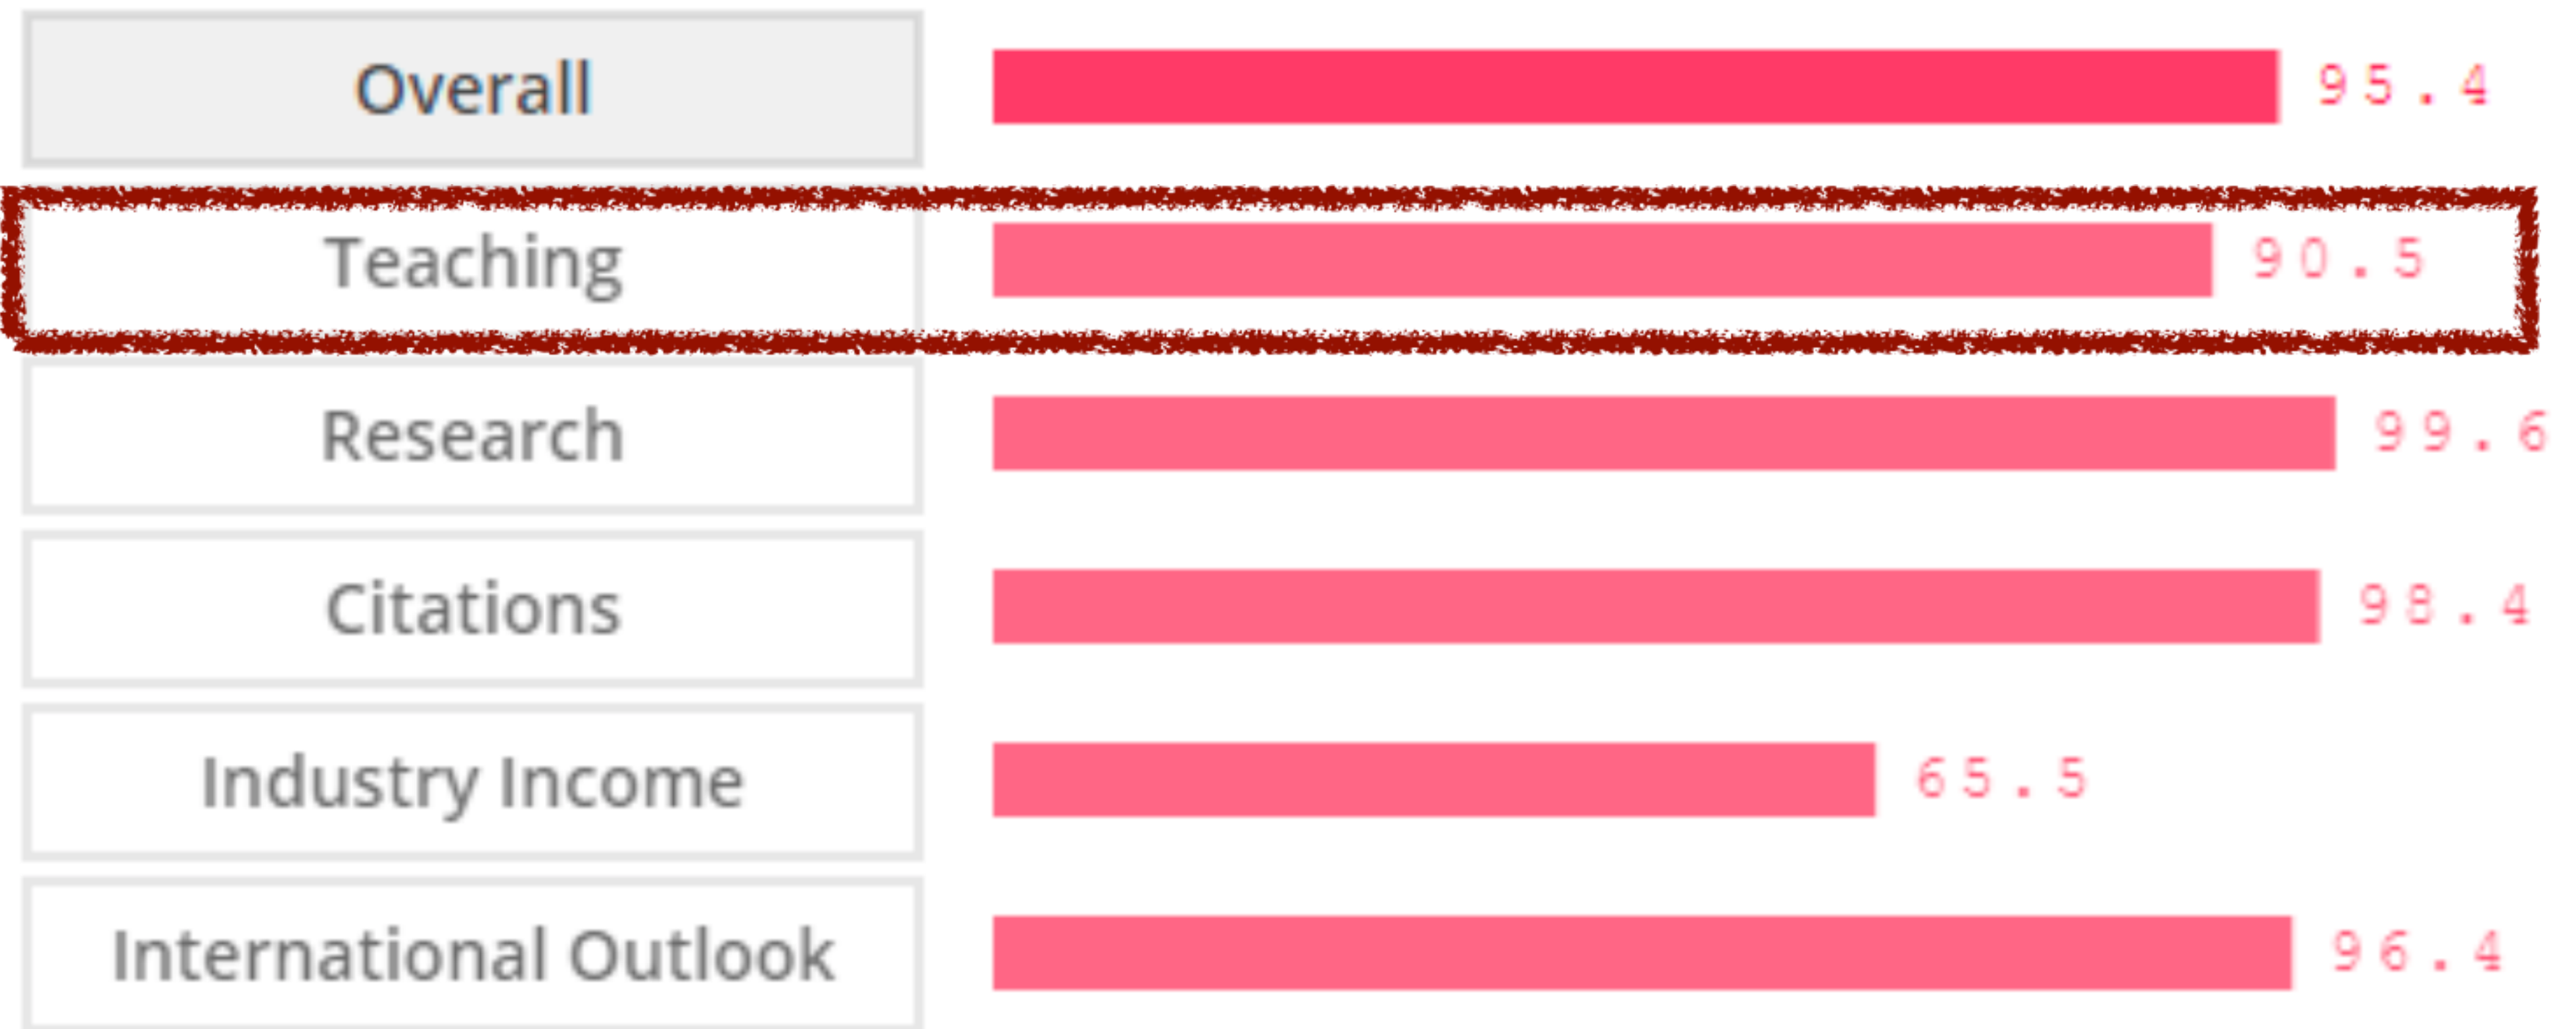 Overall 95.4
Teaching 90.5
Research 99.6
Citations 98.4
Industry Income 65.5
International Outlook 96.4